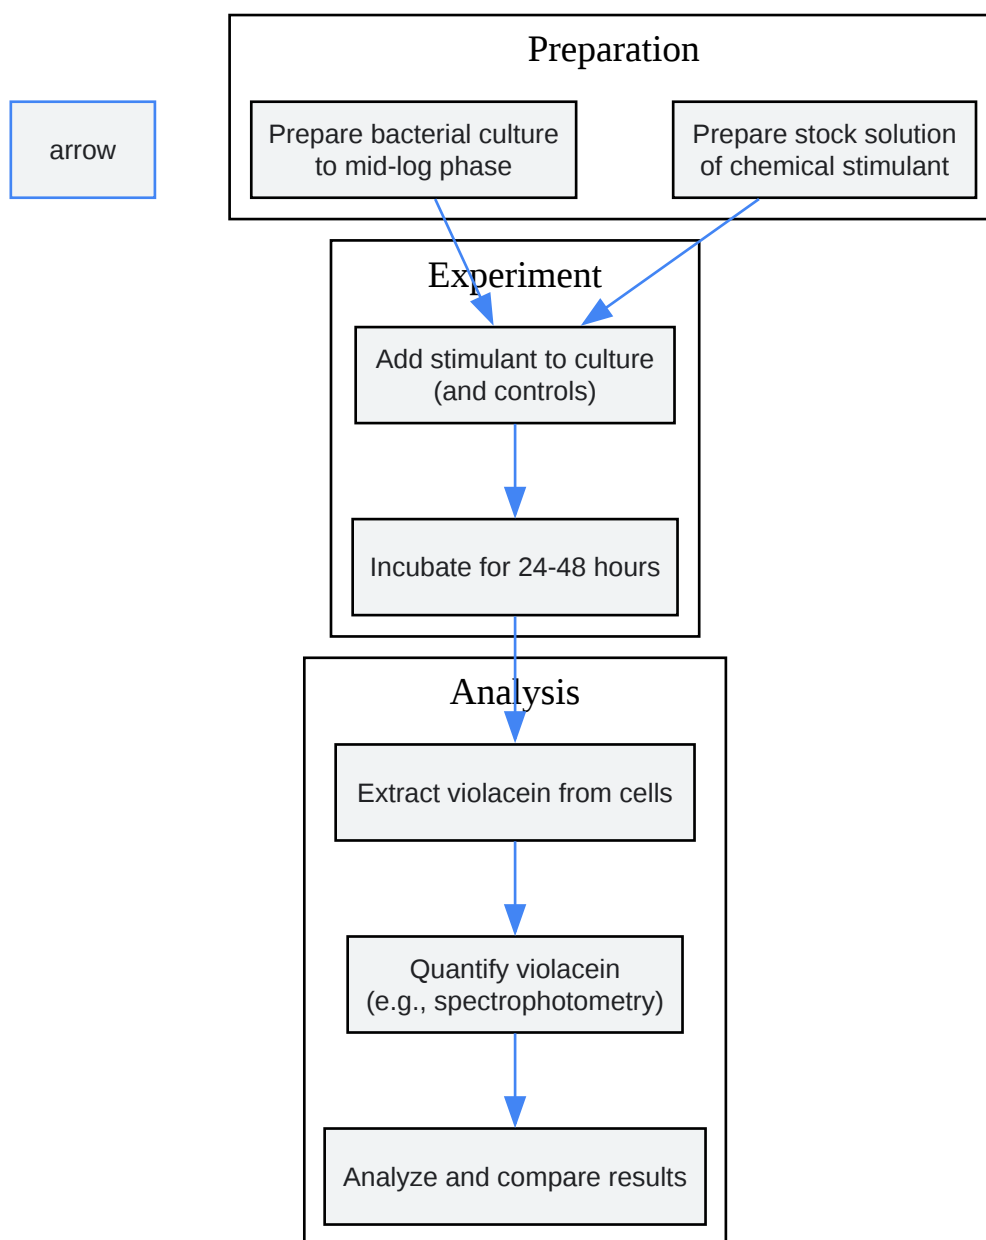 Preparation
arrow
Prepare bacterial culture
to mid-log phase
Prepare stock solution
of chemical stimulant
Experiment
Add stimulant to culture
(and controls)
Incubate for 24-48 hours
Analysis
Extract violacein from cells
Quantify violacein
(e.g., spectrophotometry)
Analyze and compare results